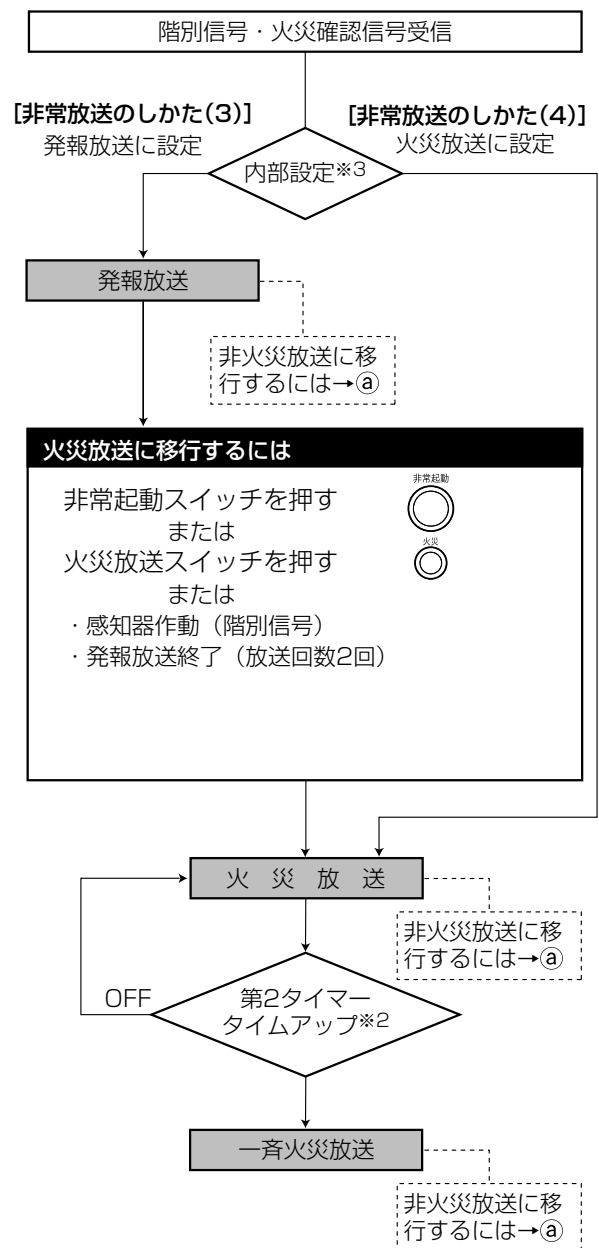 階別信号・火災確認信号受信
[非常放送のしかた(3)]
発報放送に設定
[非常放送のしかた(4)]
火災放送に設定
内部設定※3
発報放送
非火災放送に移
行するには→ⓐ
火災放送に移行するには
非常起動スイッチを押す
非常起動
または
火災放送スイッチを押す
火災
または
・感知器作動（階別信号）
・発報放送終了（放送回数2回）
火 災 放 送
非火災放送に移
行するには→ⓐ
OFF
第2タイマー
タイムアップ※2
一斉火災放送
非火災放送に移
行するには→ⓐ